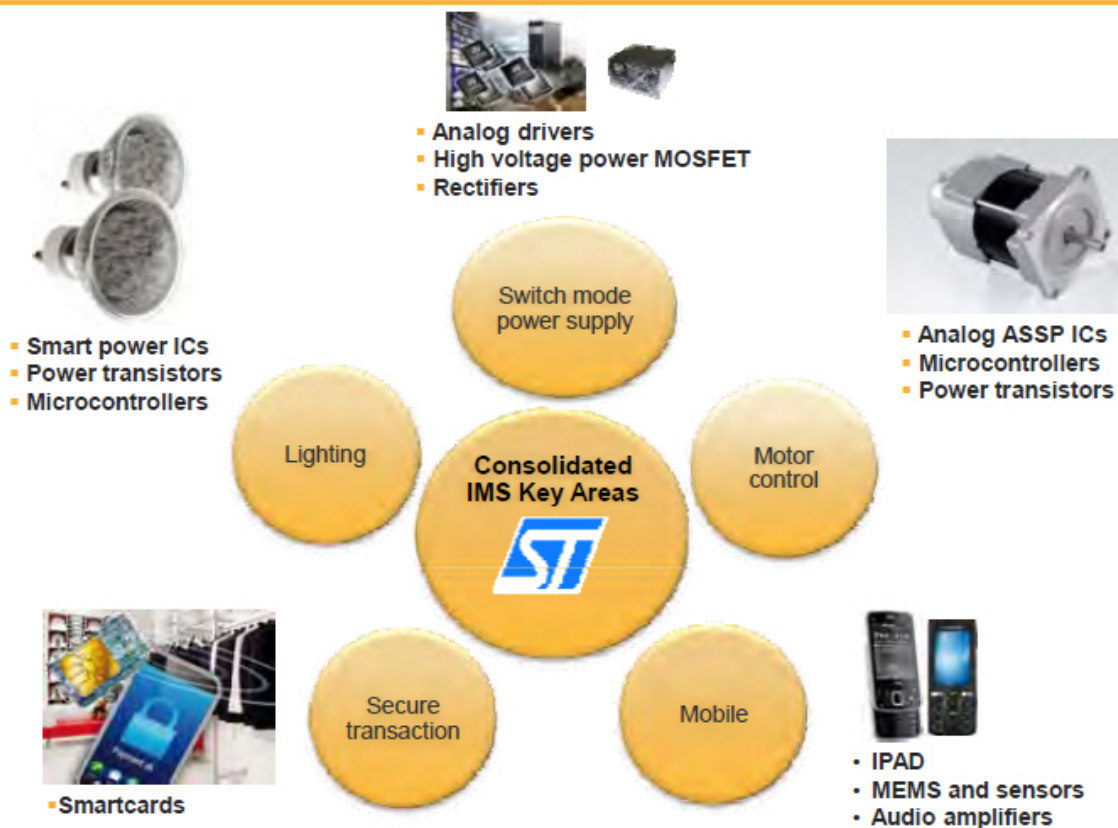 ▪ Analog drivers
▪ High voltage power MOSFET
▪ Rectifiers
▪ Smart power ICs
▪ Power transistors
▪ Microcontrollers
▪ Analog ASSP ICs
▪ Microcontrollers
▪ Power transistors
Switch mode
power supply
Lighting
Consolidated
IMS Key Areas
ST
Motor
control
Secure
transaction
Mobile
▪Smartcards
• IPAD
• MEMS and sensors
• Audio amplifiers